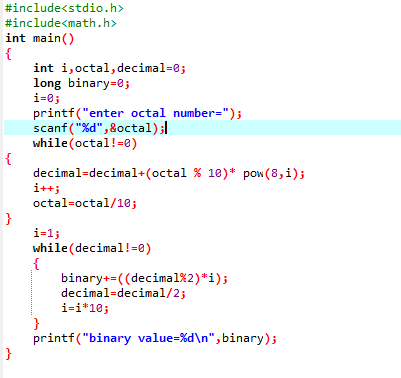 #include<stdio.h>
#include<math.h>
int main()
{
    int i,octal,decimal=0;
    long binary=0;
    i=0;
    printf("enter octal number=");
    scanf("%d",&octal);
    while(octal!=0)
{
    decimal=decimal+(octal % 10)* pow(8,i);
    i++;
    octal=octal/10;
}
    i=1;
    while(decimal!=0)
    {
        binary+=((decimal%2)*i);
        decimal=decimal/2;
        i=i*10;
    }
    printf("binary value=%d\n",binary);
}